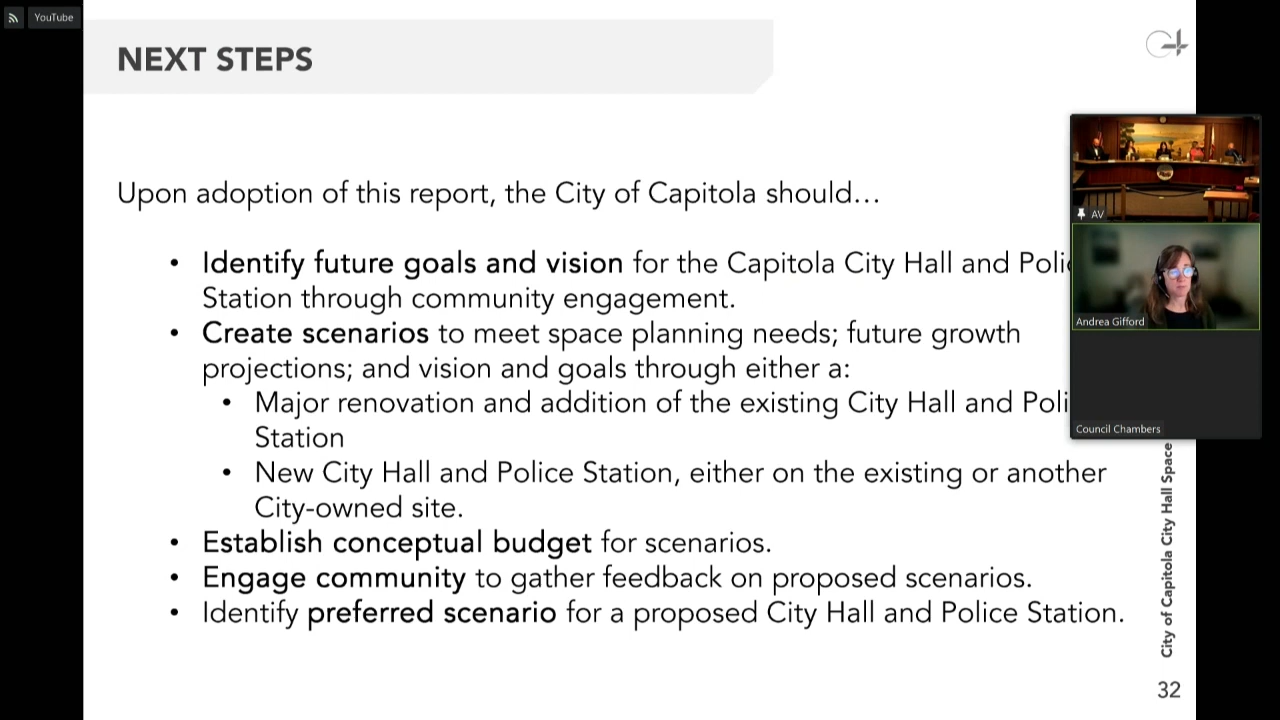 YouTube
NEXT STEPS
Upon adoption of this report, the City of Capitola should…
• Identify future goals and vision for the Capitola City Hall and
Station through community engagement.
• Create scenarios to meet space planning needs; future growth
projections; and vision and goals through either a:
• Major renovation and addition of the existing City Hall and
Station
• New City Hall and Police Station, either on the existing or another
City-owned site.
• Establish conceptual budget for scenarios.
• Engage community to gather feedback on proposed scenarios.
• Identify preferred scenario for a proposed City Hall and Police Station.
AV
Andrea Gifford
Council Chambers
City of Capitola City Hall Space
32